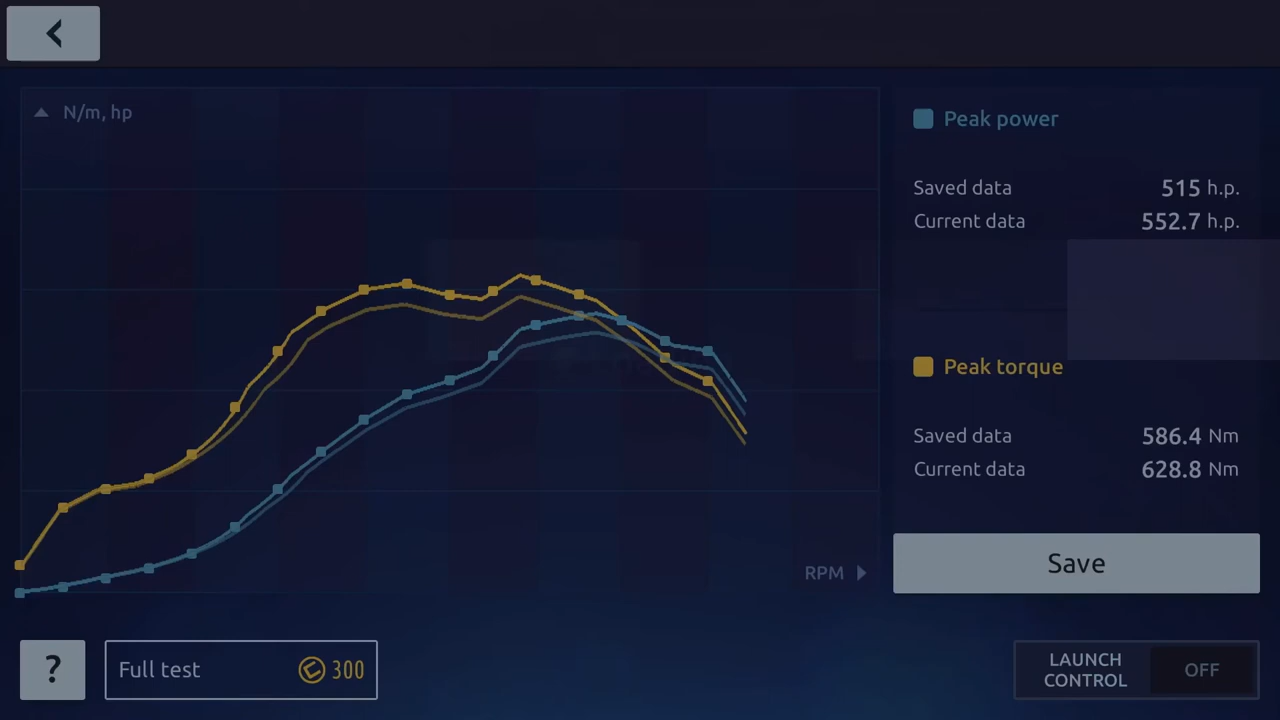 N/m, hp
Peak power
Saved data 515 h.p.
Current data 552.7 h.p.
Peak torque
Saved data 586.4 Nm
Current data 628.8 Nm
RPM
Save
?
Full test 300
LAUNCH
CONTROL
OFF